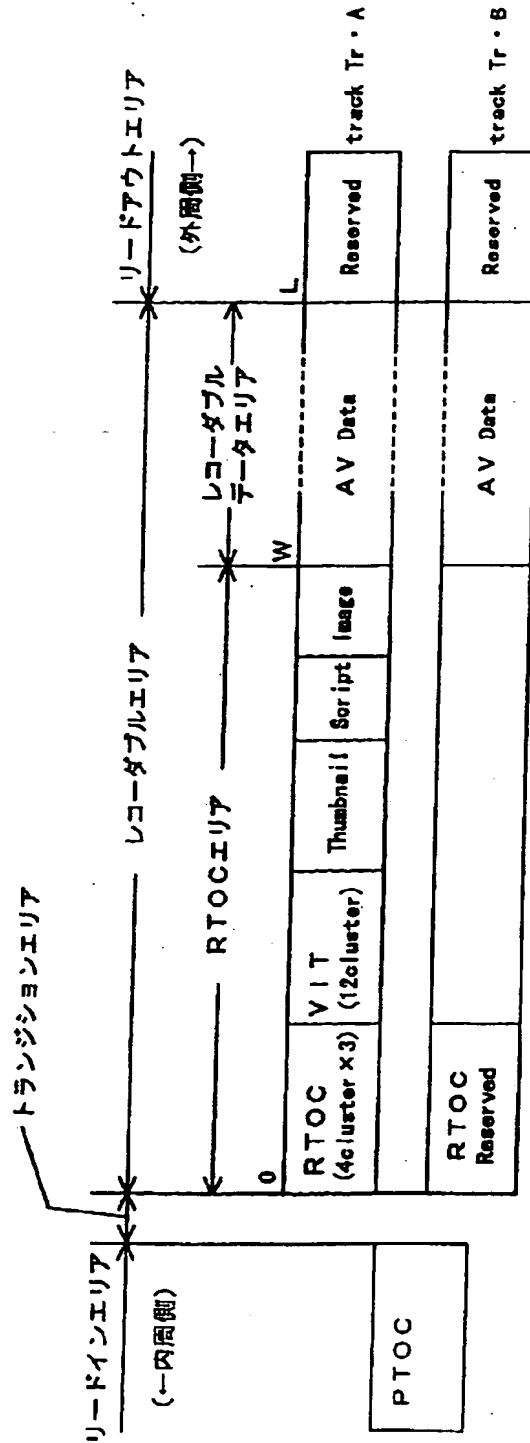 リードインエリア
(←内周側)
トランジションエリア
レコーダブルエリア
リードアウトエリア
(外周側→)
RTOCエリア
レコーダブル
データエリア
0
W
L
PTOC
RTOC
(4cluster×3)
VIT
(12cluster)
Thumbnail
Script
Image
AV Data
Reserved
track Tr・A
RTOC
Reserved
AV Data
Reserved
track Tr・B